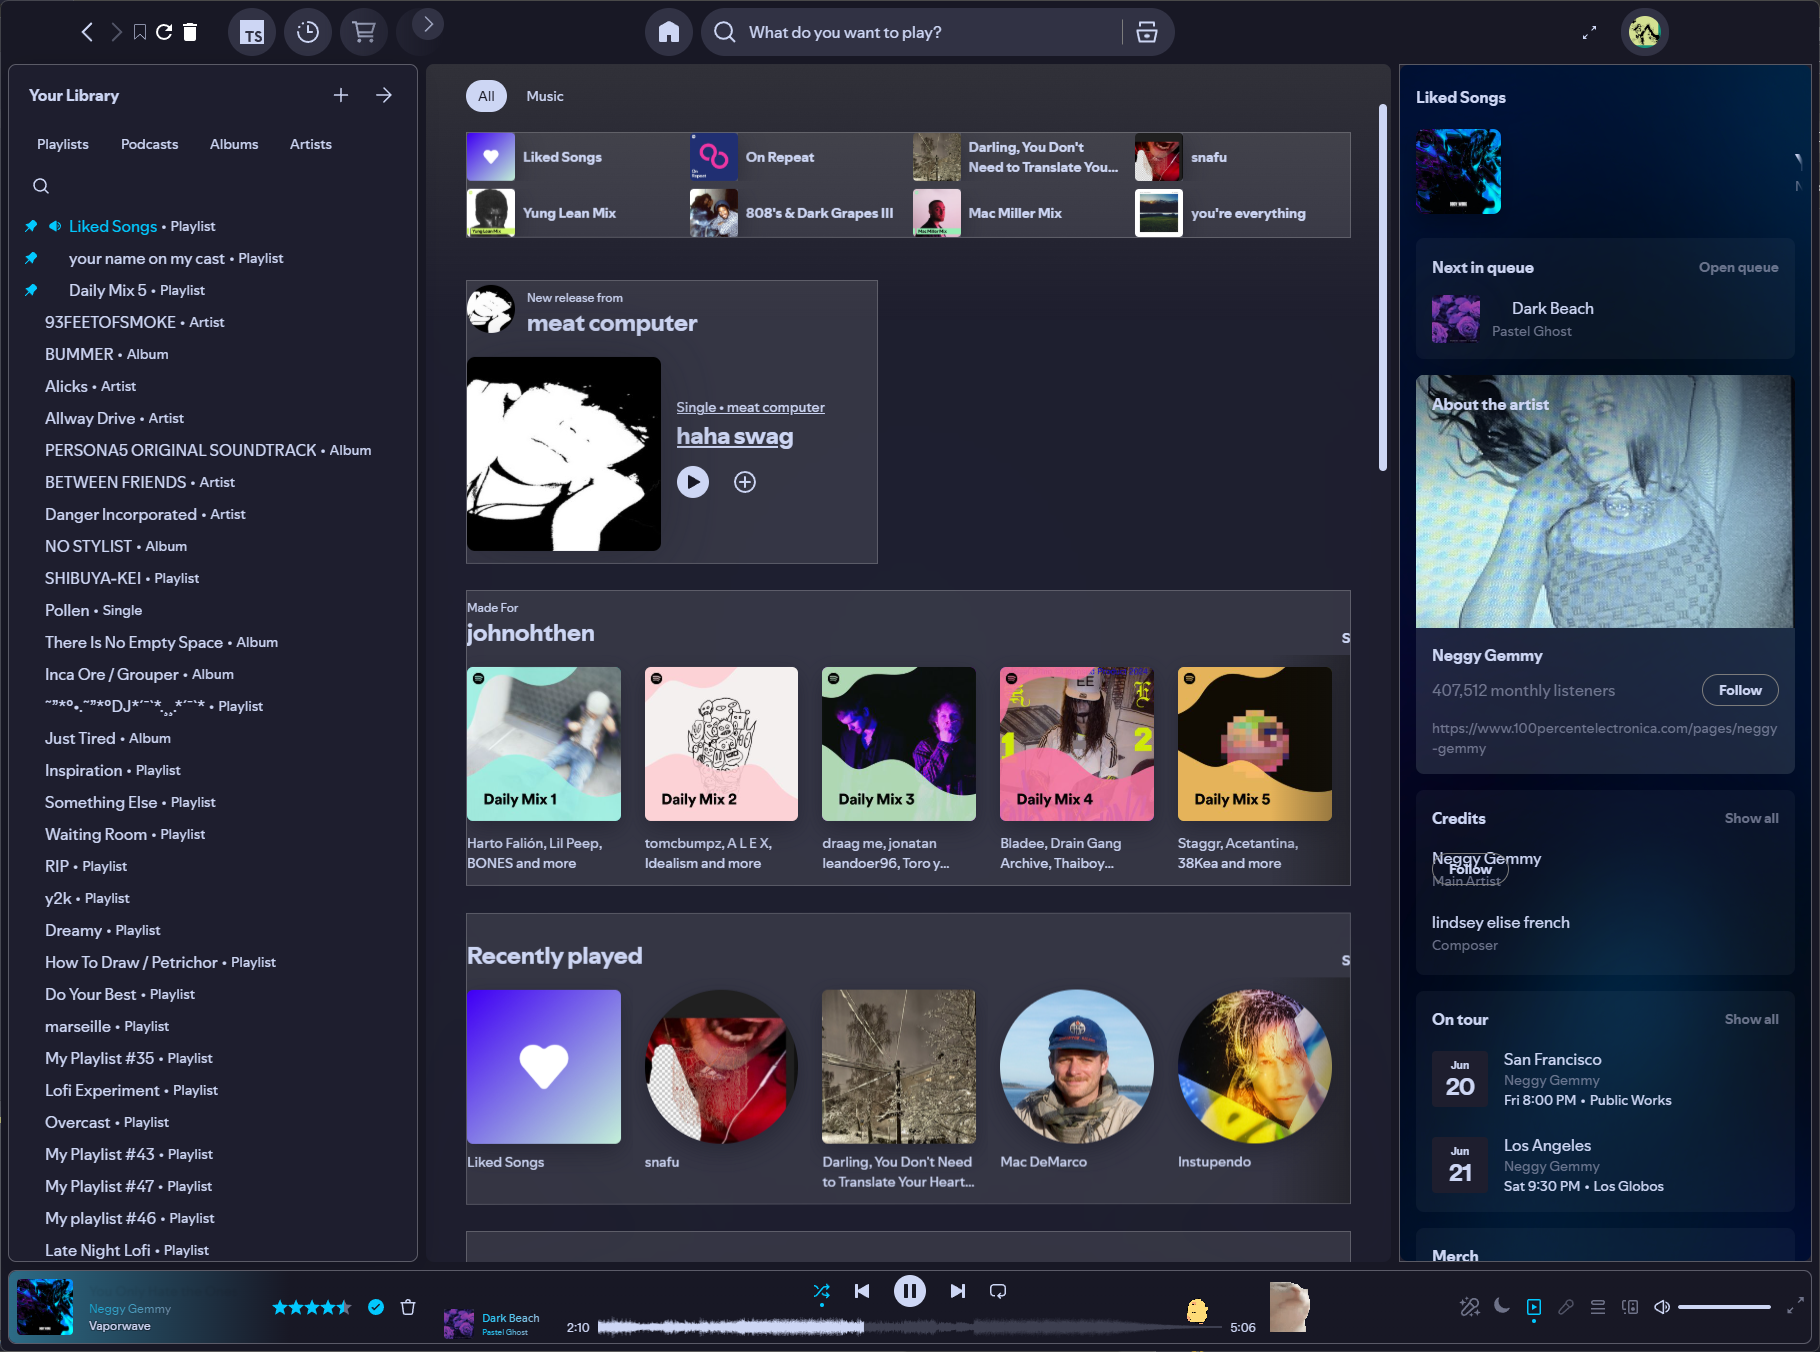 TS
What do you want to play?
Your Library
Playlists
Podcasts
Albums
Artists
Liked Songs • Playlist
your name on my cast • Playlist
Daily Mix 5 • Playlist
93FEETOFSMOKE • Artist
BUMMER • Album
Alicks • Artist
Allway Drive • Artist
PERSONA5 ORIGINAL SOUNDTRACK • Album
BETWEEN FRIENDS • Artist
Danger Incorporated • Artist
NO STYLIST • Album
SHIBUYA-KEI • Playlist
Pollen • Single
There Is No Empty Space • Album
Inca Ore / Grouper • Album
˜”*°•.˜”*°DJ*´¯`*.¸¸.*´¯`* • Playlist
Just Tired • Album
Inspiration • Playlist
Something Else • Playlist
Waiting Room • Playlist
RIP • Playlist
y2k • Playlist
Dreamy • Playlist
How To Draw / Petrichor • Playlist
Do Your Best • Playlist
marseille • Playlist
My Playlist #35 • Playlist
Lofi Experiment • Playlist
Overcast • Playlist
My Playlist #43 • Playlist
My Playlist #47 • Playlist
My playlist #46 • Playlist
Late Night Lofi • Playlist
All
Music
Liked Songs
On Repeat
On Repeat
Darling, You Don't
Need to Translate You...
snafu
Yung Lean Mix
Yung Lean Mix
808's & Dark Grapes III
Mac Miller Mix
Mac Miller Mix
you're everything
New release from
meat computer
Single • meat computer
haha swag
Made For
johnohthen
S
Daily Mix 1
Harto Falión, Lil Peep,
BONES and more
Daily Mix 2
tomcbumpz, A L E X,
Idealism and more
Daily Mix 3
draag me, jonatan
leandoer96, Toro y...
EE
E
1
2
Daily Mix 4
Bladee, Drain Gang
Archive, Thaiboy...
Daily Mix 5
Staggr, Acetantina,
38Kea and more
Recently played
S
Liked Songs
snafu
Darling, You Don't Need
to Translate Your Heart...
Mac DeMarco
Instupendo
Liked Songs
Next in queue
Open queue
Dark Beach
Pastel Ghost
About the artist
Neggy Gemmy
407,512 monthly listeners
Follow
https://www.100percentelectronica.com/pages/neggy
-gemmy
Credits
Show all
Neggy Gemmy
Follow
Main Artist
lindsey elise french
Composer
On tour
Show all
Jun
20
San Francisco
Neggy Gemmy
Fri 8:00 PM • Public Works
Jun
21
Los Angeles
Neggy Gemmy
Sat 9:30 PM • Los Globos
Merch
Neggy Gemmy
Vaporwave
Dark Beach
Pastel Ghost
2:10
5:06